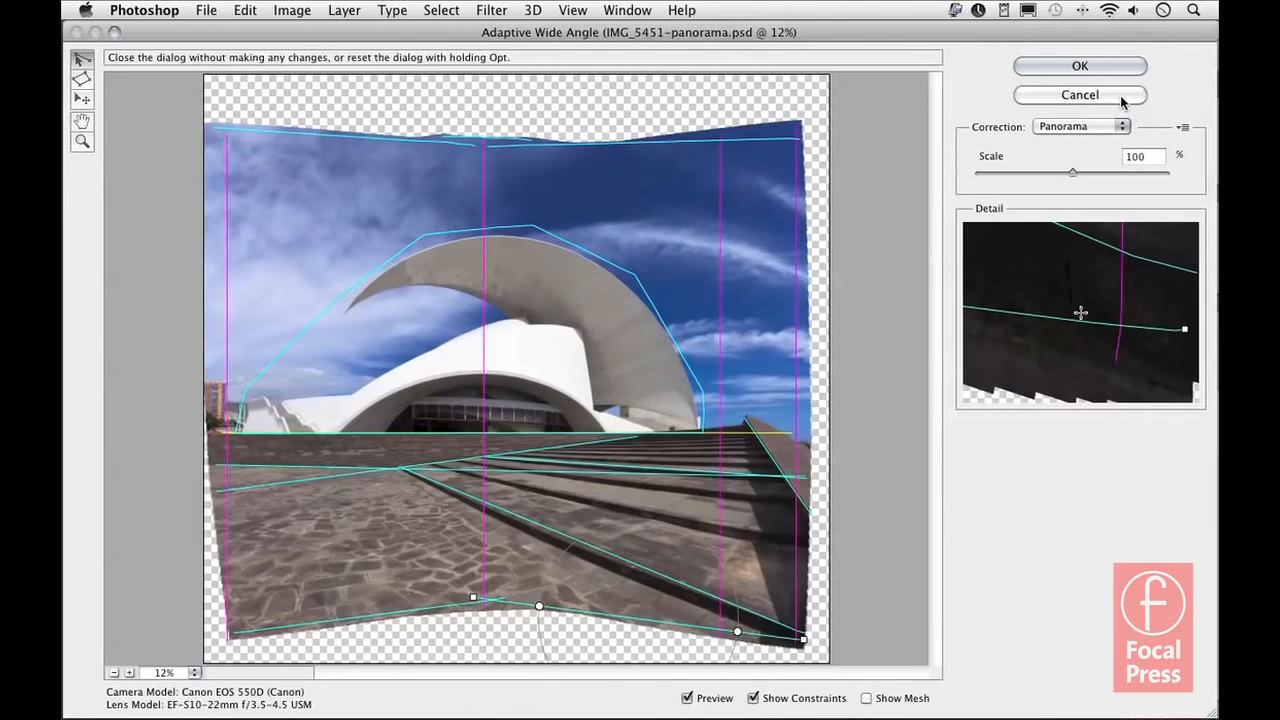 Photoshop File Edit Image Layer Type Select Filter 3D View Window Help
Adaptive Wide Angle (IMG_5451-panorama.psd @ 12%)
Close the dialog without making any changes, or reset the dialog with holding Opt.
OK
Cancel
Correction: Panorama
Scale 100 %
Detail
12%
Camera Model: Canon EOS 550D (Canon)
Lens Model: EF-S10-22mm f/3.5-4.5 USM
Preview Show Constraints Show Mesh
f
Focal
Press